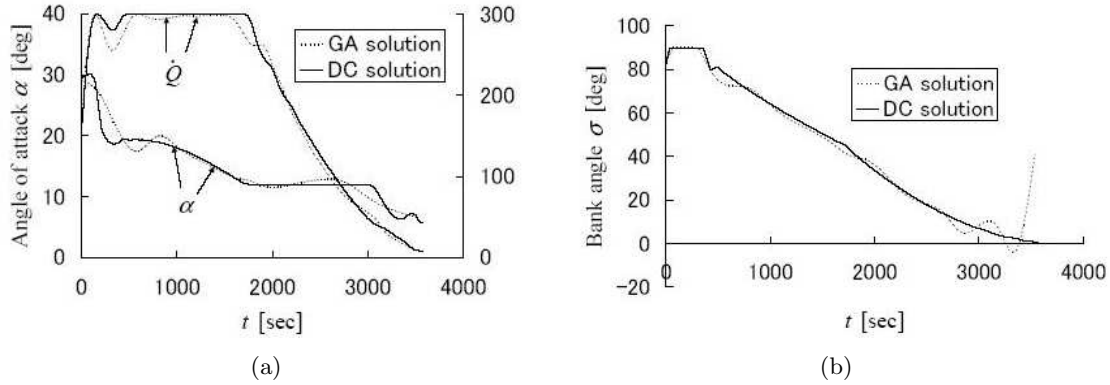 Angle of attack α [deg]
40
30
20
10
0
300
200
100
0
GA solution
DC solution
Q̇
α
0
1000
2000
3000
4000
t [sec]
(a)
Bank angle σ [deg]
100
80
60
40
20
0
−20
GA solution
DC solution
0
1000
2000
3000
4000
t [sec]
(b)